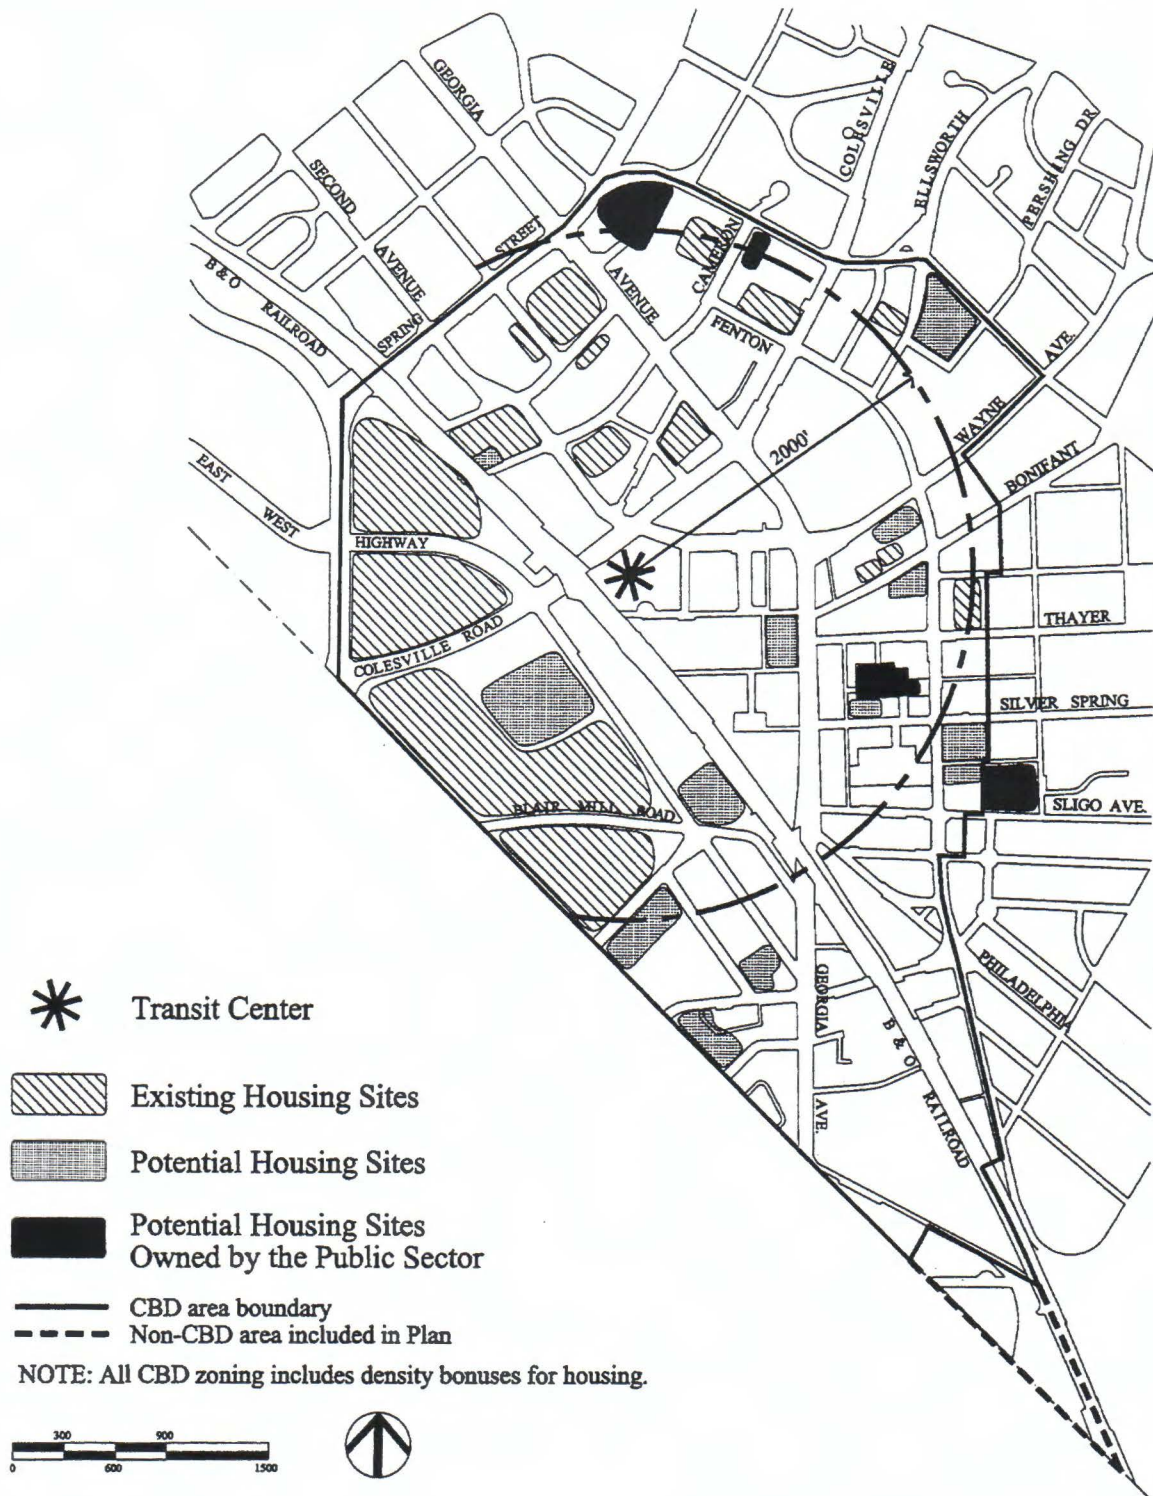 GEORGIA
COLESVILLE
ELLSWORTH
PERSHING DR.
SECOND
AVENUE
SPRING
STREET
B & O
RAILROAD
AVENUE
CAMERON
FENTON
WAYNE
AVE.
2000'
BONIFANT
EAST
WEST
HIGHWAY
THAYER
COLESVILLE ROAD
SILVER SPRING
BLAIR MILL ROAD
SLIGO AVE.
PHILADELPHIA
GEORGIA
AVE.
B & O
RAILROAD
Transit Center
Existing Housing Sites
Potential Housing Sites
Potential Housing Sites
Owned by the Public Sector
CBD area boundary
Non-CBD area included in Plan
NOTE: All CBD zoning includes density bonuses for housing.
300 900
0 600 1500